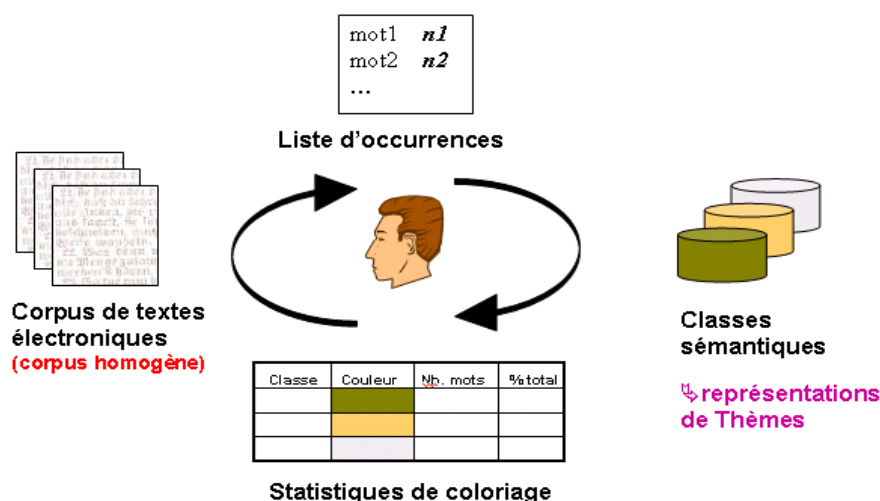 mot1 n1
mot2 n2
...
Liste d'occurrences
Corpus de textes
électroniques
(corpus homogène)
Classes
sémantiques
représentations
de Thèmes
Classe Couleur Nb. mots % total
Statistiques de coloriage